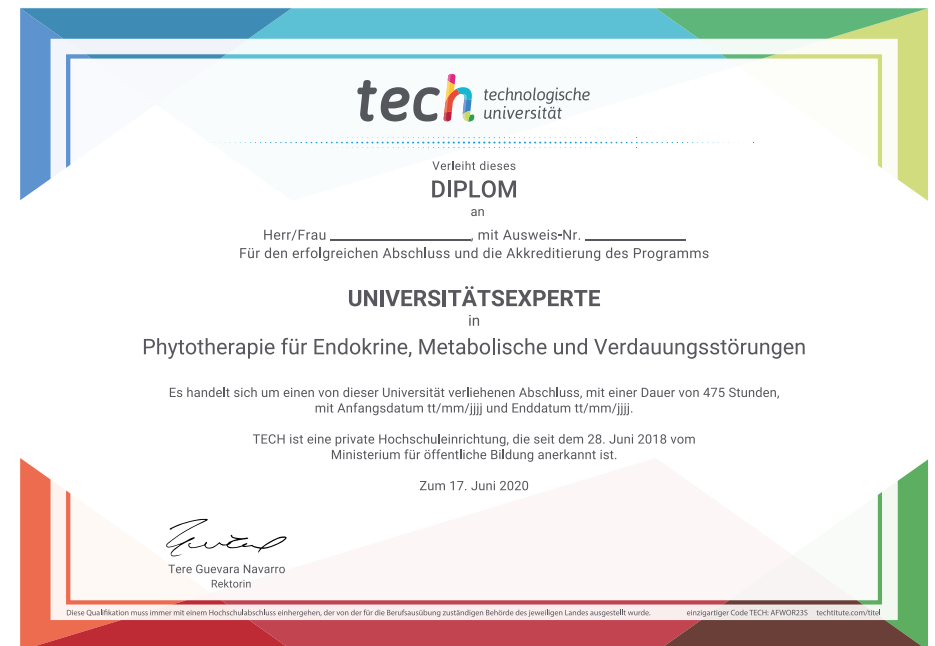 tech technologische
universität
Verleiht dieses
DIPLOM
an
Herr/Frau ____________, mit Ausweis-Nr. ____________
Für den erfolgreichen Abschluss und die Akkreditierung des Programms
UNIVERSITÄTSEXPERTE
in
Phytotherapie für Endokrine, Metabolische und Verdauungsstörungen
Es handelt sich um einen von dieser Universität verliehenen Abschluss, mit einer Dauer von 475 Stunden,
mit Anfangsdatum tt/mm/jjjj und Enddatum tt/mm/jjjj.
TECH ist eine private Hochschuleinrichtung, die seit dem 28. Juni 2018 vom
Ministerium für öffentliche Bildung anerkannt ist.
Zum 17. Juni 2020
Tere Guevara Navarro
Rektorin
Diese Qualifikation muss immer mit einem Hochschulabschluss einhergehen, der von der für die Berufsausübung zuständigen Behörde des jeweiligen Landes ausgestellt wurde. einzigartiger Code TECH: AFWOR23S techtitute.com/titel